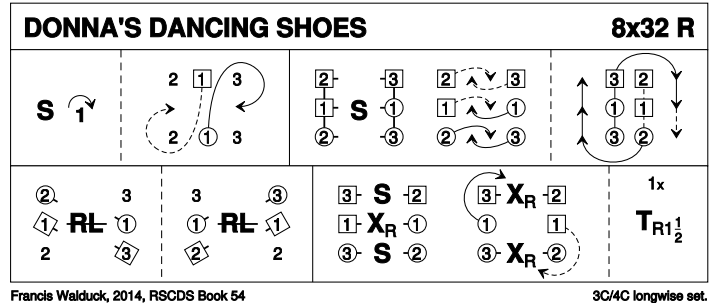 DONNA'S DANCING SHOES 8x32 R
2 1 3
S 1
2 1 3
2 3 2 3
1 S 1 1 1
2 3 2 3
3 2
1 1
3 2
2 3 3 3
1 RL 1 1 RL 1
2 3 2 2
3 S 2 3 XR 2
1 XR 1 1 1
3 S 2 3 XR 2
1x
TR1½
Francis Walduck, 2014, RSCDS Book 54 3C/4C longwise set.